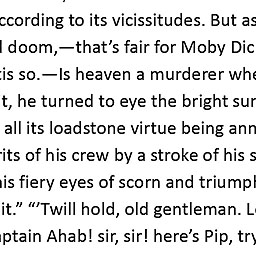 ccording to its vicissitudes. But as
l doom,—that’s fair for Moby Dic
tis so.—Is heaven a murderer whe
t, he turned to eye the bright sun
all its loadstone virtue being ann
rits of his crew by a stroke of his s
his fiery eyes of scorn and triumph
it.” “’Twill hold, old gentleman. L
ptain Ahab! sir, sir! here’s Pip, try